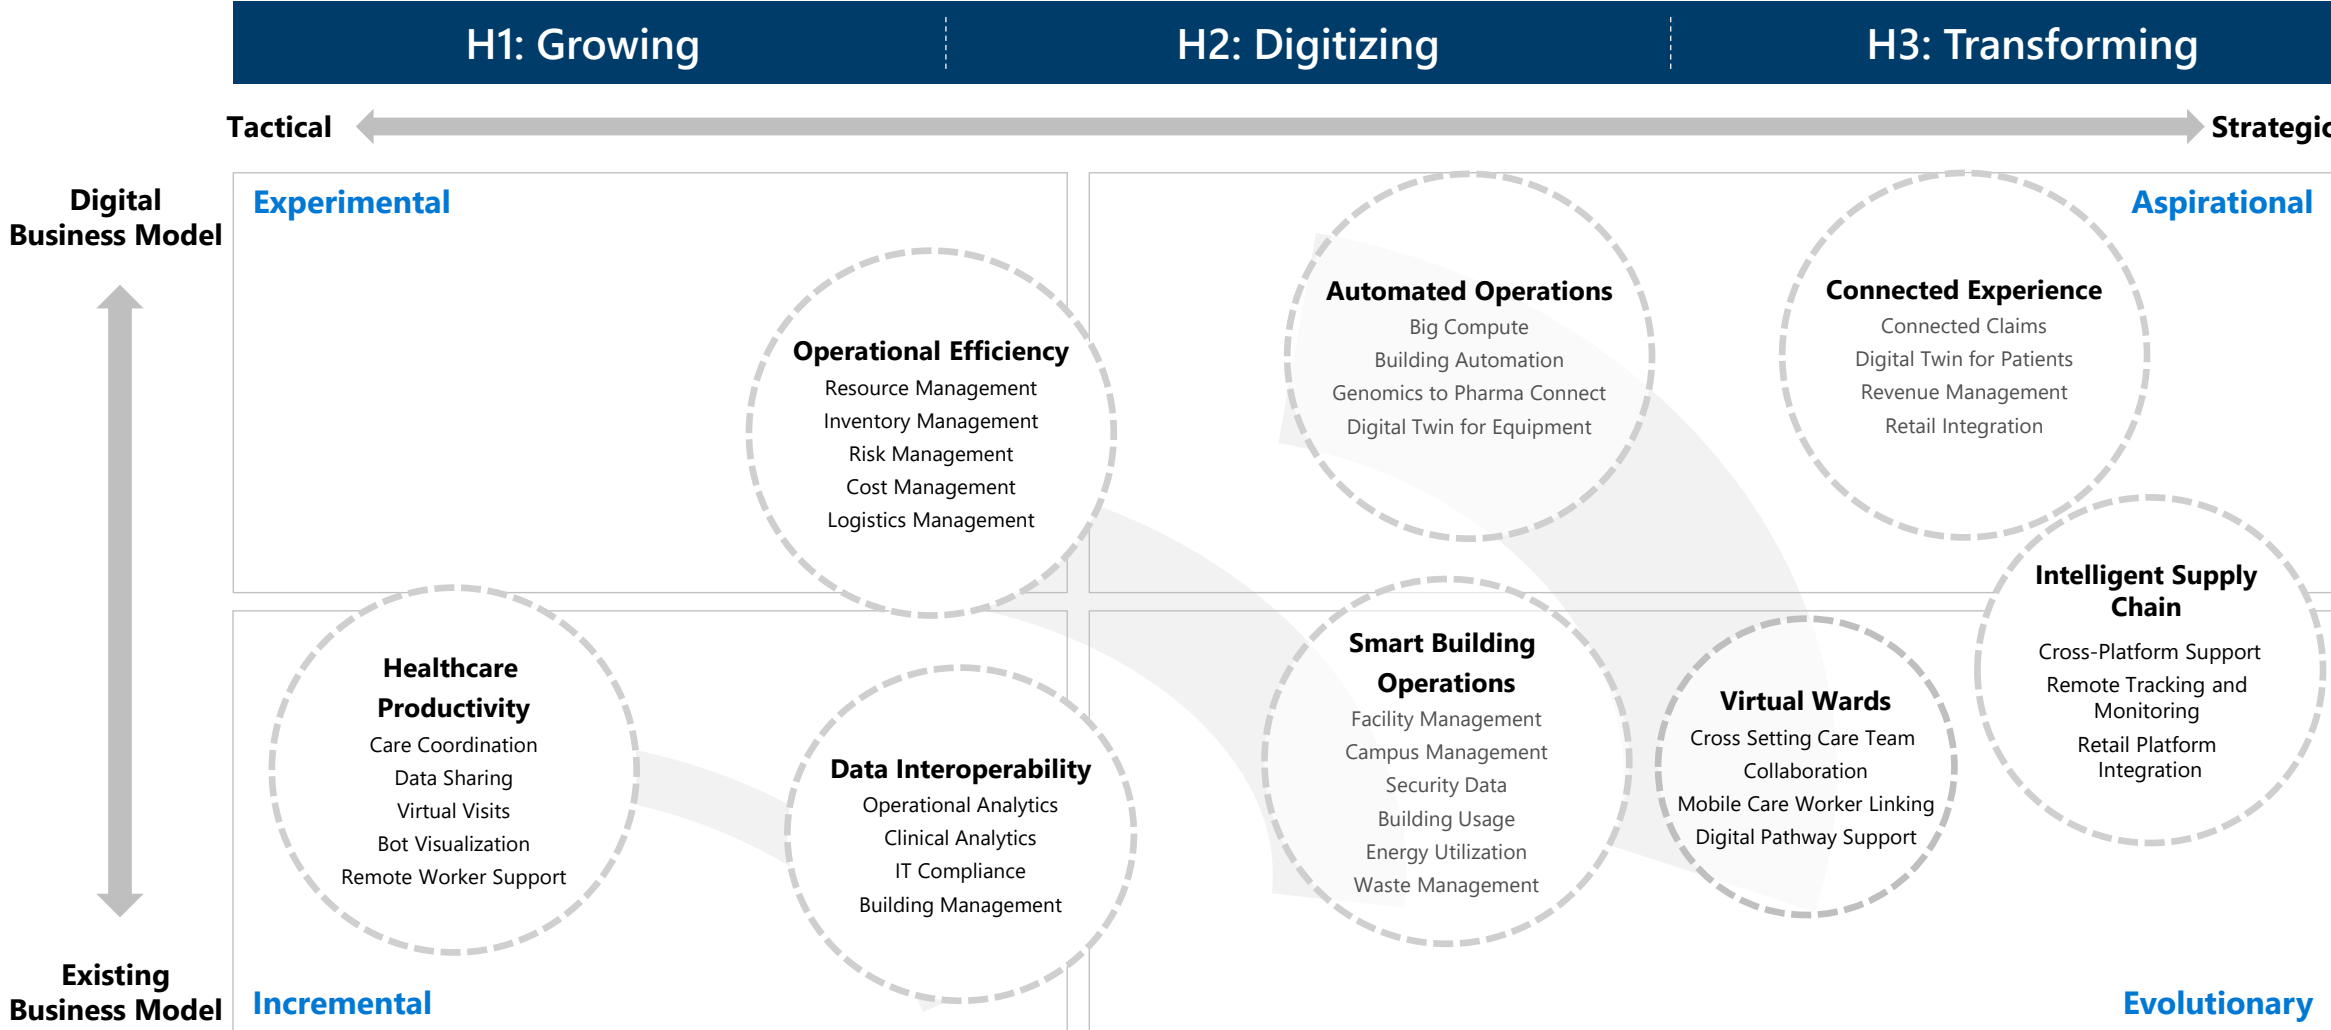 H1: Growing
H2: Digitizing
H3: Transforming
Tactical
Strategic
Digital
Business Model
Experimental
Aspirational
Operational Efficiency
Resource Management
Inventory Management
Risk Management
Cost Management
Logistics Management
Automated Operations
Big Compute
Building Automation
Genomics to Pharma Connect
Digital Twin for Equipment
Connected Experience
Connected Claims
Digital Twin for Patients
Revenue Management
Retail Integration
Healthcare
Productivity
Care Coordination
Data Sharing
Virtual Visits
Bot Visualization
Remote Worker Support
Data Interoperability
Operational Analytics
Clinical Analytics
IT Compliance
Building Management
Smart Building
Operations
Facility Management
Campus Management
Security Data
Building Usage
Energy Utilization
Waste Management
Virtual Wards
Cross Setting Care Team
Collaboration
Mobile Care Worker Linking
Digital Pathway Support
Intelligent Supply
Chain
Cross-Platform Support
Remote Tracking and
Monitoring
Retail Platform
Integration
Existing
Business Model
Incremental
Evolutionary